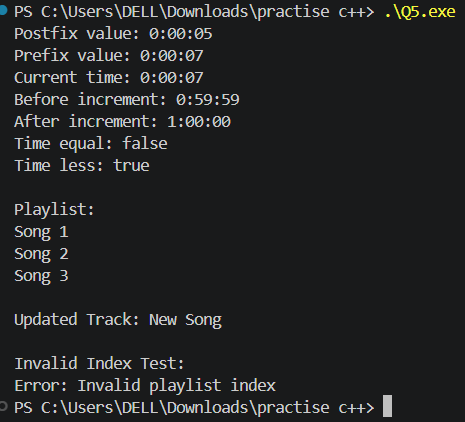 PS C:\Users\DELL\Downloads\practise c++> .\Q5.exe
Postfix value: 0:00:05
Prefix value: 0:00:07
Current time: 0:00:07
Before increment: 0:59:59
After increment: 1:00:00
Time equal: false
Time less: true
Playlist:
Song 1
Song 2
Song 3
Updated Track: New Song
Invalid Index Test:
Error: Invalid playlist index
PS C:\Users\DELL\Downloads\practise c++>